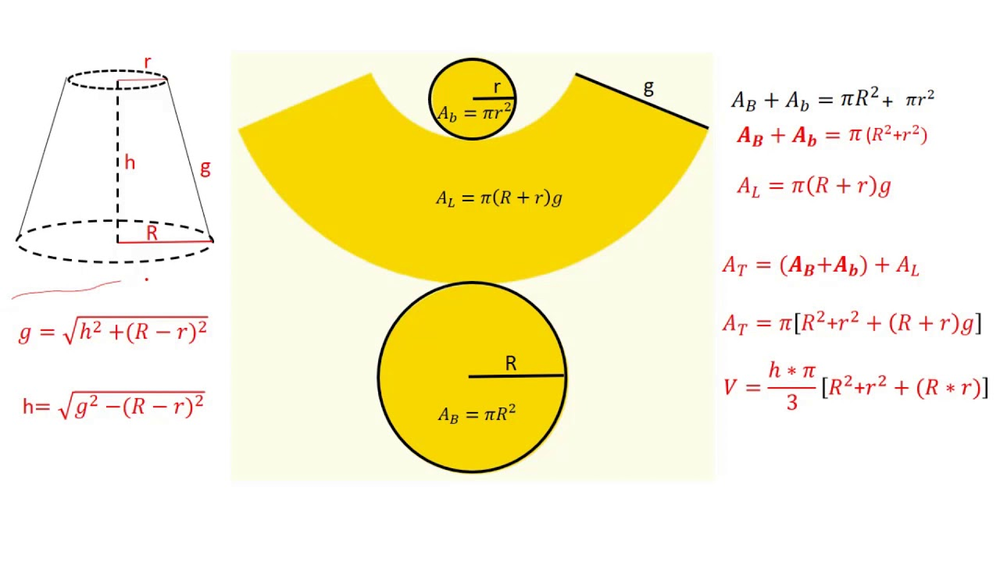 r
h
g
R
g = √h² +(R − r)²
h= √g² −(R − r)²
r
A_b = πr²
g
A_L = π(R + r)g
R
A_B = πR²
A_B + A_b = πR² + πr²
A_B + A_b = π (R²+r²)
A_L = π(R + r)g
A_T = (A_B+A_b) + A_L
A_T = π[R²+r² + (R + r)g]
V = h ∗ π / 3 [R²+r² + (R ∗ r)]